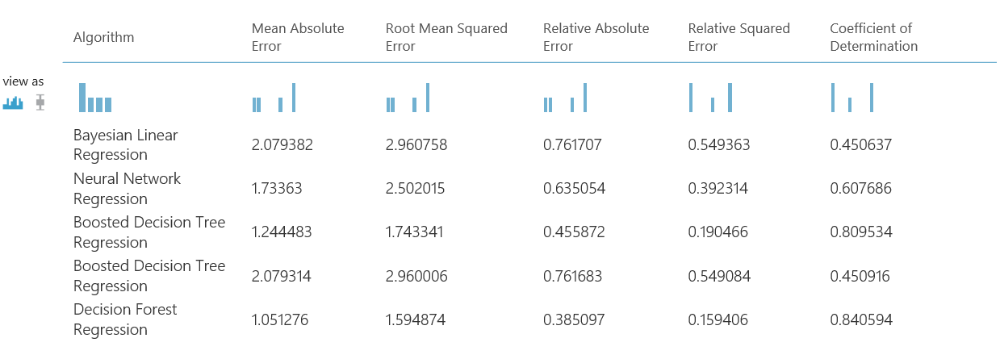 Algorithm
Mean Absolute
Error
Root Mean Squared
Error
Relative Absolute
Error
Relative Squared
Error
Coefficient of
Determination
view as
Bayesian Linear
Regression
2.079382 2.960758 0.761707 0.549363 0.450637
Neural Network
Regression
1.73363 2.502015 0.635054 0.392314 0.607686
Boosted Decision Tree
Regression
1.244483 1.743341 0.455872 0.190466 0.809534
Boosted Decision Tree
Regression
2.079314 2.960006 0.761683 0.549084 0.450916
Decision Forest
Regression
1.051276 1.594874 0.385097 0.159406 0.840594